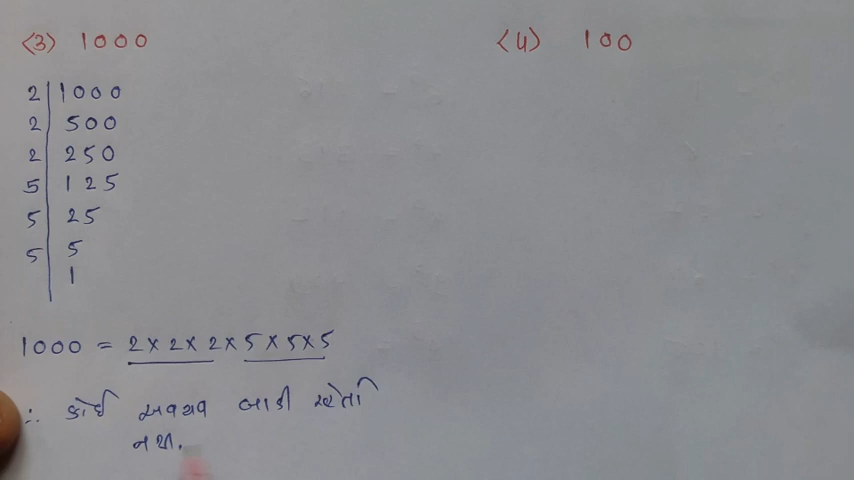 (3) 1000
(4) 100
2 | 1000
2 | 500
2 | 250
5 | 125
5 | 25
5 | 5
1
1000 = 2 × 2 × 2 × 5 × 5 × 5
∴ કોઈ અવયવ બાકી રહેતાં
નથી.